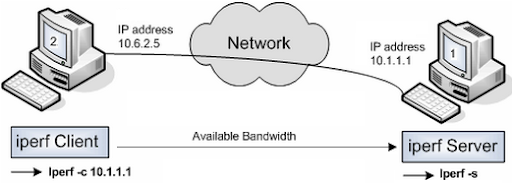 2
IP address
10.6.2.5
Network
IP address
10.1.1.1
1
iperf Client
Available Bandwidth
iperf Server
Iperf -c 10.1.1.1
Iperf -s